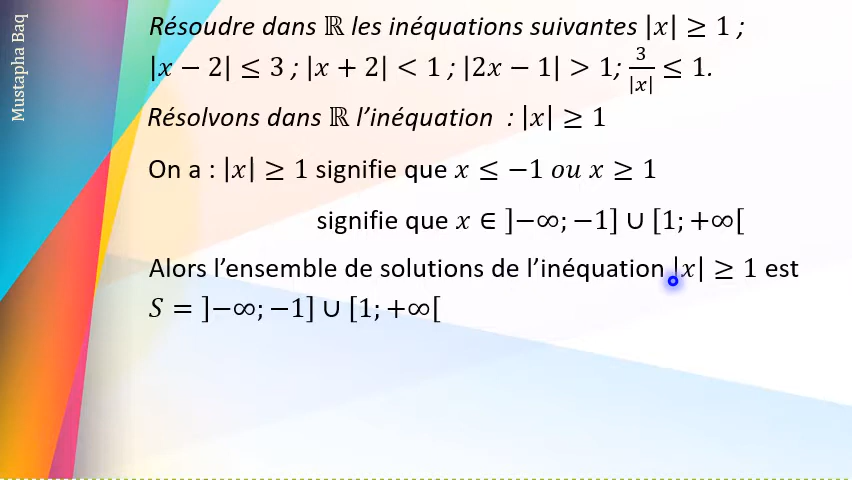 Mustapha Baq
Résoudre dans ℝ les inéquations suivantes |x| ≥ 1 ;
|x − 2| ≤ 3 ; |x + 2| < 1 ; |2x − 1| > 1; 3/|x| ≤ 1.
Résolvons dans ℝ l’inéquation : |x| ≥ 1
On a : |x| ≥ 1 signifie que x ≤ −1 ou x ≥ 1
signifie que x ∈ ]−∞; −1] ∪ [1; +∞[
Alors l’ensemble de solutions de l’inéquation |x| ≥ 1 est
S = ]−∞; −1] ∪ [1; +∞[